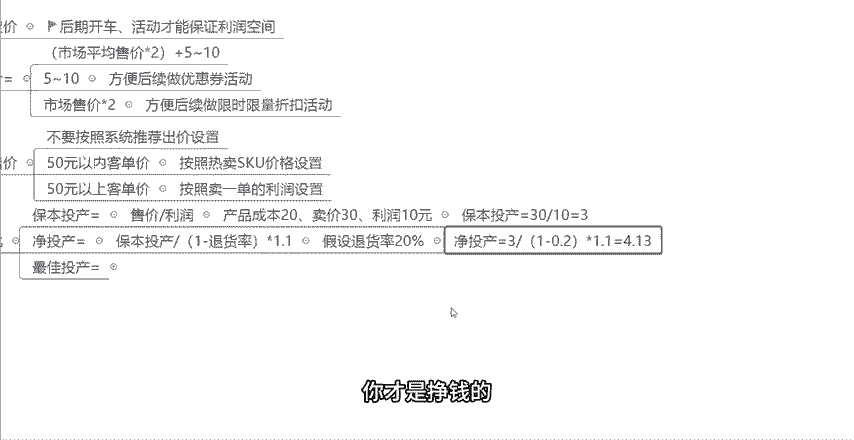 价 后期开车、活动才能保证利润空间
（市场平均售价*2）+5~10
= 5~10 方便后续做优惠券活动
市场售价*2 方便后续做限时限量折扣活动
不要按照系统推荐出价设置
价 50元以内客单价 按照热卖SKU价格设置
50元以上客单价 按照卖一单的利润设置
保本投产= 售价/利润 产品成本20、卖价30、利润10元 保本投产=30/10=3
% 净投产= 保本投产/（1-退货率）*1.1 假设退货率20% 净投产=3/（1-0.2）*1.1=4.13
最佳投产=
你才是挣钱的